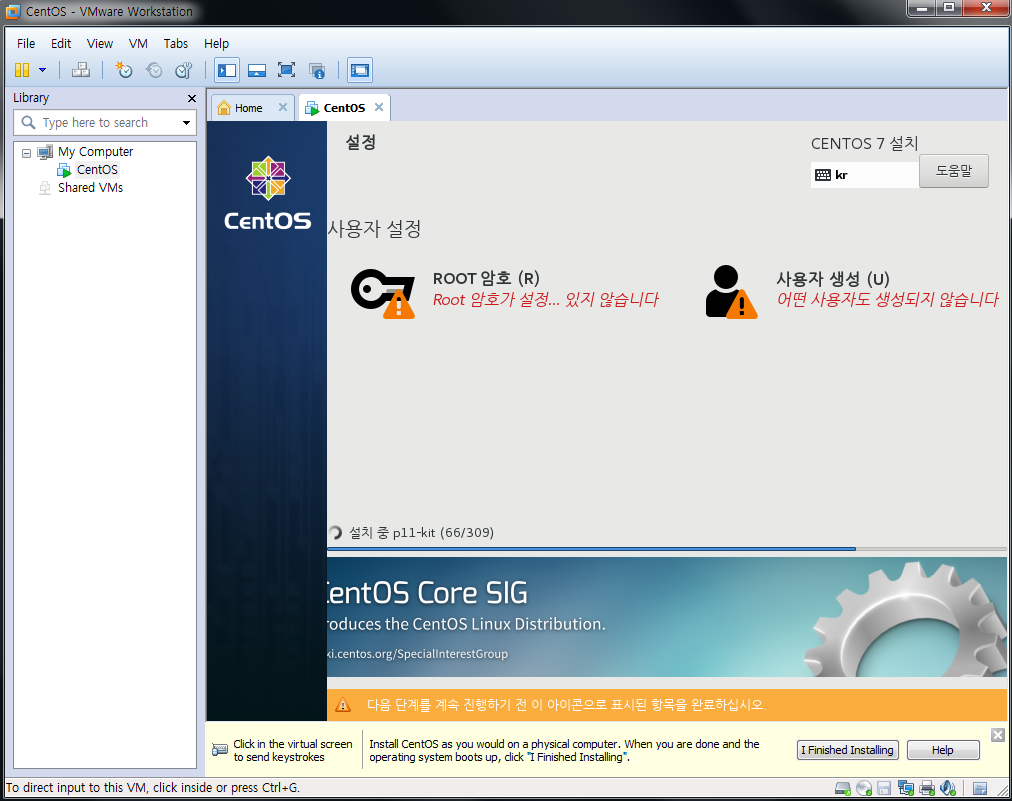 CentOS - VMware Workstation
File Edit View VM Tabs Help
Library
Type here to search
My Computer
CentOS
Shared VMs
Home
CentOS
CentOS
설정
CENTOS 7 설치
kr
도움말
사용자 설정
ROOT 암호 (R)
Root 암호가 설정... 있지 않습니다
사용자 생성 (U)
어떤 사용자도 생성되지 않습니다
설치 중 p11-kit (66/309)
CentOS Core SIG
roduces the CentOS Linux Distribution.
ki.centos.org/SpecialInterestGroup
다음 단계를 계속 진행하기 전 이 아이콘으로 표시된 항목을 완료하십시오.
Click in the virtual screen
to send keystrokes
Install CentOS as you would on a physical computer. When you are done and the
operating system boots up, click "I Finished Installing".
I Finished Installing
Help
To direct input to this VM, click inside or press Ctrl+G.